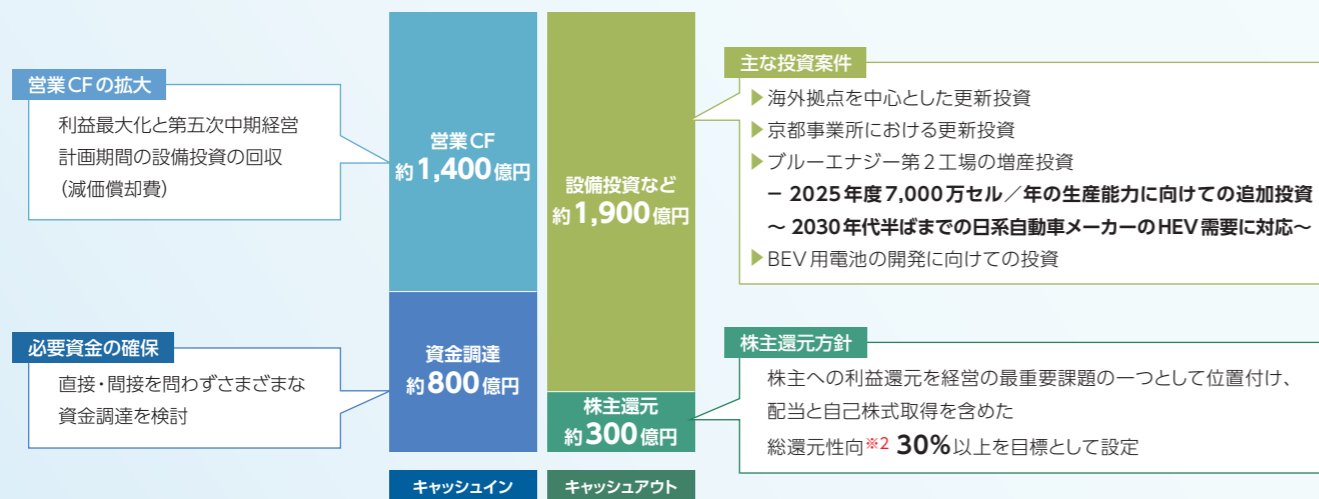 営業CFの拡大
利益最大化と第五次中期経営
計画期間の設備投資の回収
（減価償却費）
必要資金の確保
直接・間接を問わずさまざまな
資金調達を検討
営業CF
約1,400億円
資金調達
約800億円
キャッシュイン
設備投資など
約1,900億円
株主還元
約300億円
キャッシュアウト
主な投資案件
▶海外拠点を中心とした更新投資
▶京都事業所における更新投資
▶ブルーエナジー第2工場の増産投資
− 2025年度7,000万セル／年の生産能力に向けての追加投資
～ 2030年代半ばまでの日系自動車メーカーのHEV需要に対応～
▶BEV用電池の開発に向けての投資
株主還元方針
株主への利益還元を経営の最重要課題の一つとして位置付け、
配当と自己株式取得を含めた
総還元性向※2 30%以上を目標として設定